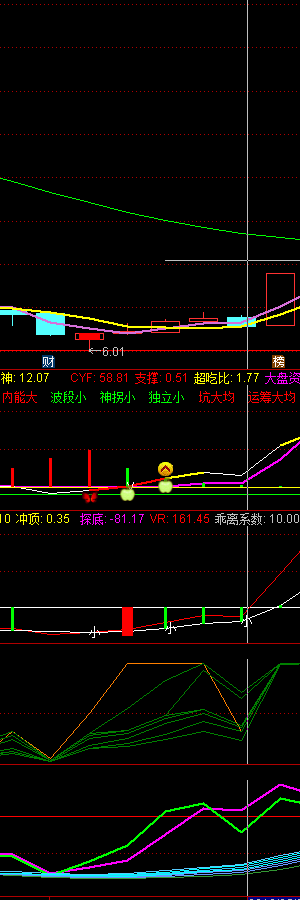 ←6.01
财 榜
神: 12.07 CYF: 58.81 支撑: 0.51 超吃比: 1.77 大盘资
内能大 波段小 神拐小 独立小 坑大均 运筹大均
10 冲顶: 0.35 探底: -81.17 VR: 161.45 乖离系数: 10.00
小 小 小